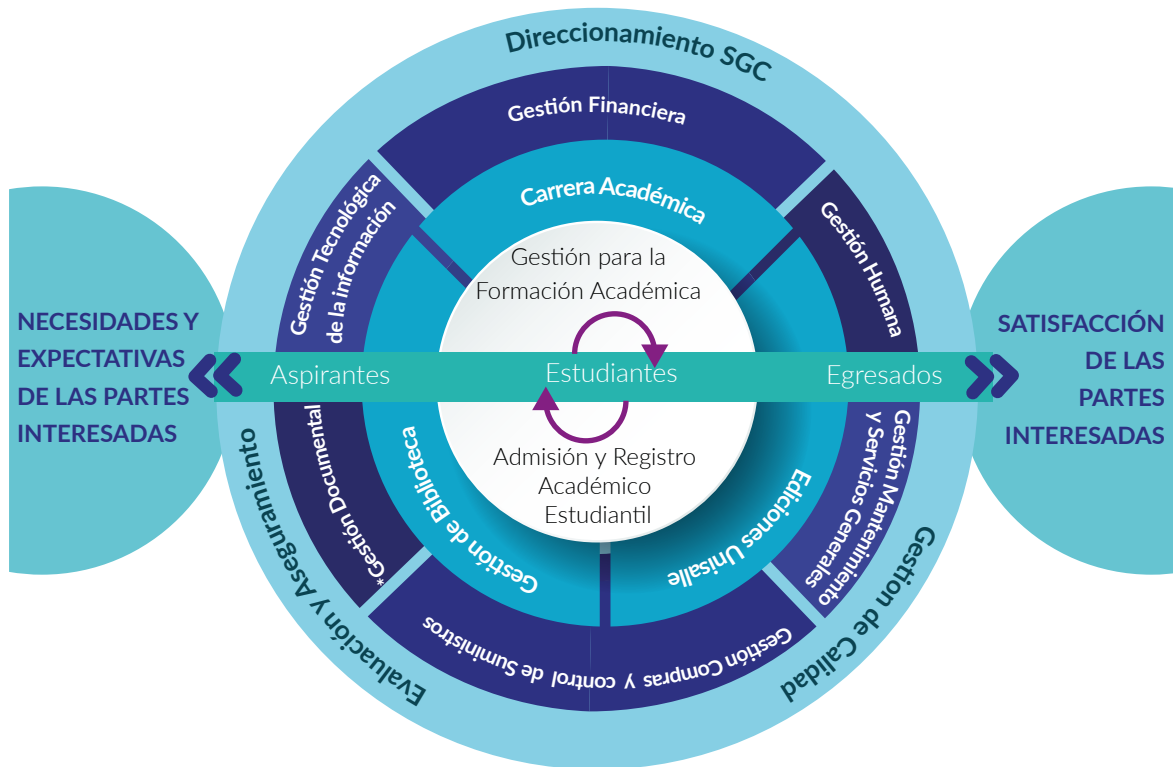 Direccionamiento SGC
Gestión Financiera
Carrera Académica
Gestión Tecnológica
de la información
Gestión Humana
Gestión para la
Formación Académica
NECESIDADES Y
EXPECTATIVAS
DE LAS PARTES
INTERESADAS
Aspirantes
Estudiantes
Egresados
SATISFACCIÓN
DE LAS
PARTES
INTERESADAS
Admisión y Registro
Académico
Estudiantil
*Gestión Documental
Gestión de Biblioteca
Ediciones Unisalle
Gestión Mantenimiento
y Servicios Generales
Gestión Compras y control de Suministros
Evaluación y Aseguramiento
Gestion de Calidad